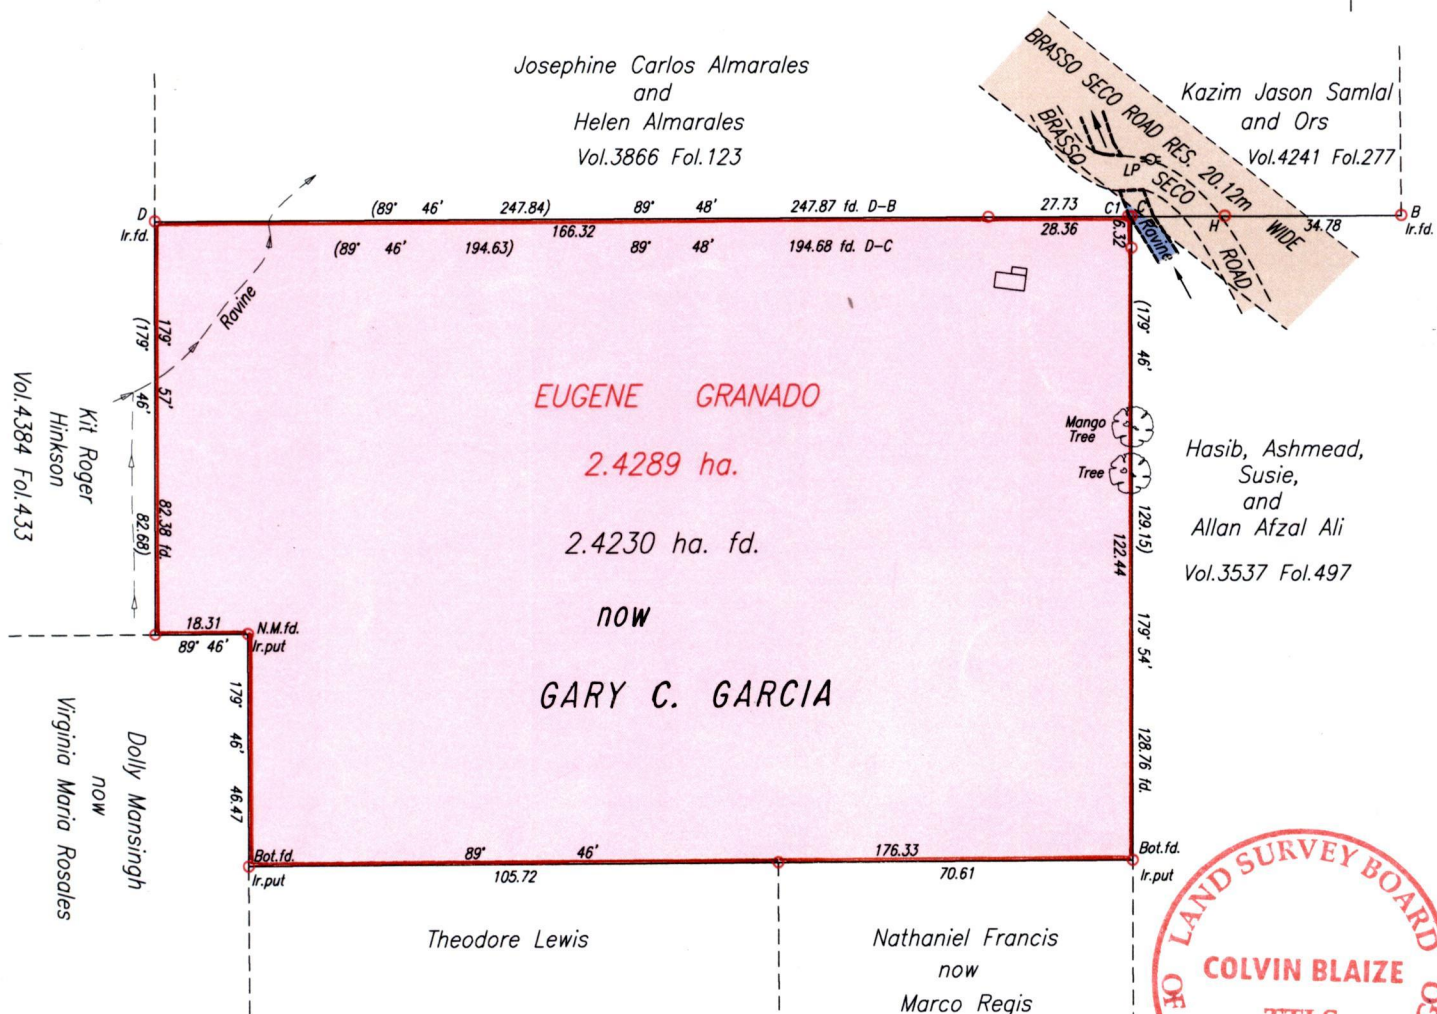 Josephine Carlos Almarales
and
Helen Almarales
Vol.3866 Fol.123
Kazim Jason Samlal
and Ors
Vol.4241 Fol.277
BRASSO SECO ROAD RES. 20.12m WIDE
BRASSO SECO ROAD
LP
D
Ir.fd.
(89° 46' 247.84) 89° 48' 247.87 fd. D-B
27.73
C1
C
H
B
Ir.fd.
34.78
166.32
28.36
6.32
(89° 46' 194.63) 89° 48' 194.68 fd. D-C
Ravine
Ravine
179° 57' 82.38 fd.
(179° 46' 82.68)
(179° 46' 129.15)
122.44
179° 54' 128.76 fd.
EUGENE GRANADO
2.4289 ha.
2.4230 ha. fd.
now
GARY C. GARCIA
Mango
Tree
Tree
Kit Roger
Hinkson
Vol.4384 Fol.433
Hasib, Ashmead,
Susie,
and
Allan Afzal Ali
Vol.3537 Fol.497
18.31
89° 46'
N.M.fd.
Ir.put
179° 46' 46.47
Dolly Mansingh
now
Virginia Maria Rosales
Bot.fd.
Ir.put
89° 46'
176.33
105.72
70.61
Bot.fd.
Ir.put
Theodore Lewis
Nathaniel Francis
now
Marco Regis
OF LAND SURVEY BOARD
COLVIN BLAIZE
TTLS